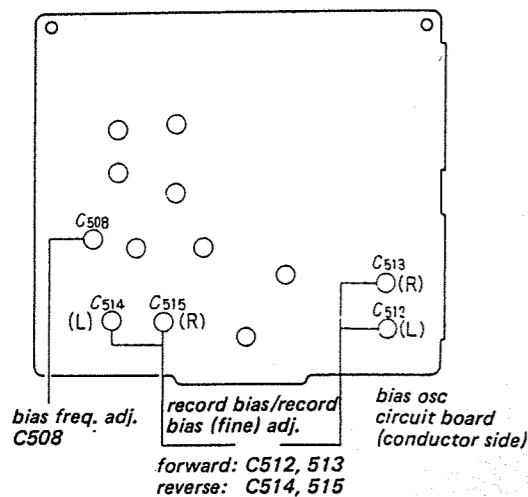 C508
C513
(R)
C514
C515
C512
(L)
(R)
(L)
bias freq. adj.
C508
record bias/record
bias (fine) adj.
bias osc
circuit board
(conductor side)
forward: C512, 513
reverse: C514, 515